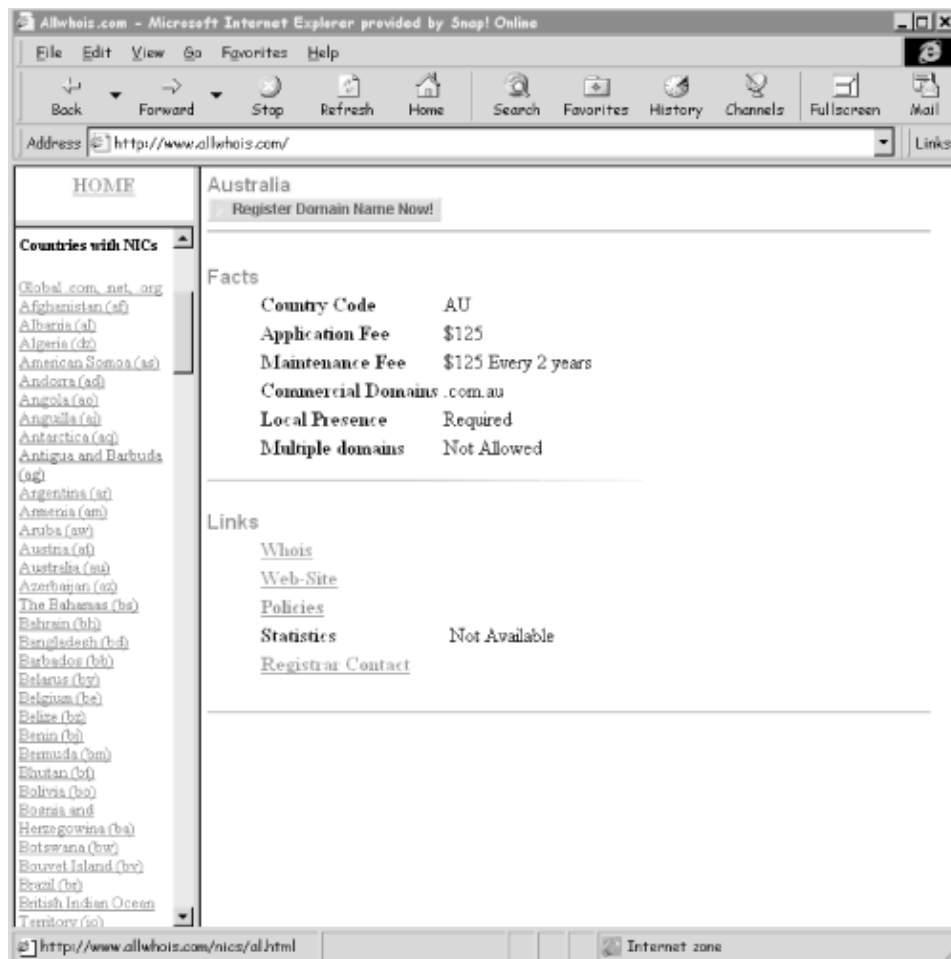 Allwhois.com - Microsoft Internet Explorer provided by Snap! Online
File Edit View Go Favorites Help
Back Forward Stop Refresh Home Search Favorites History Channels Fullscreen Mail
Address http://www.allwhois.com/ Links
HOME
Countries with NICs
Global .com, .net, .org
Afghanistan (af)
Albania (al)
Algeria (dz)
American Somoa (as)
Andorra (ad)
Angola (ao)
Anguilla (ai)
Antarctica (aq)
Antigua and Barbuda
(ag)
Argentina (ar)
Armenia (am)
Aruba (aw)
Austria (af)
Australia (au)
Azerbaijan (az)
The Bahamas (bs)
Bahrain (bh)
Bangladesh (bd)
Barbados (bb)
Belarus (by)
Belgium (be)
Belize (bz)
Benin (bj)
Bermuda (bm)
Bhutan (bf)
Bolivia (bo)
Bosnia and
Herzegowina (ba)
Botswana (bw)
Bouvet Island (bv)
Brazil (br)
British Indian Ocean
Territory (io)
Australia
Register Domain Name Now!
Facts
Country Code AU
Application Fee $125
Maintenance Fee $125 Every 2 years
Commercial Domains .com.au
Local Presence Required
Multiple domains Not Allowed
Links
Whois
Web-Site
Policies
Statistics Not Available
Registrar Contact
http://www.allwhois.com/nics/al.html Internet zone